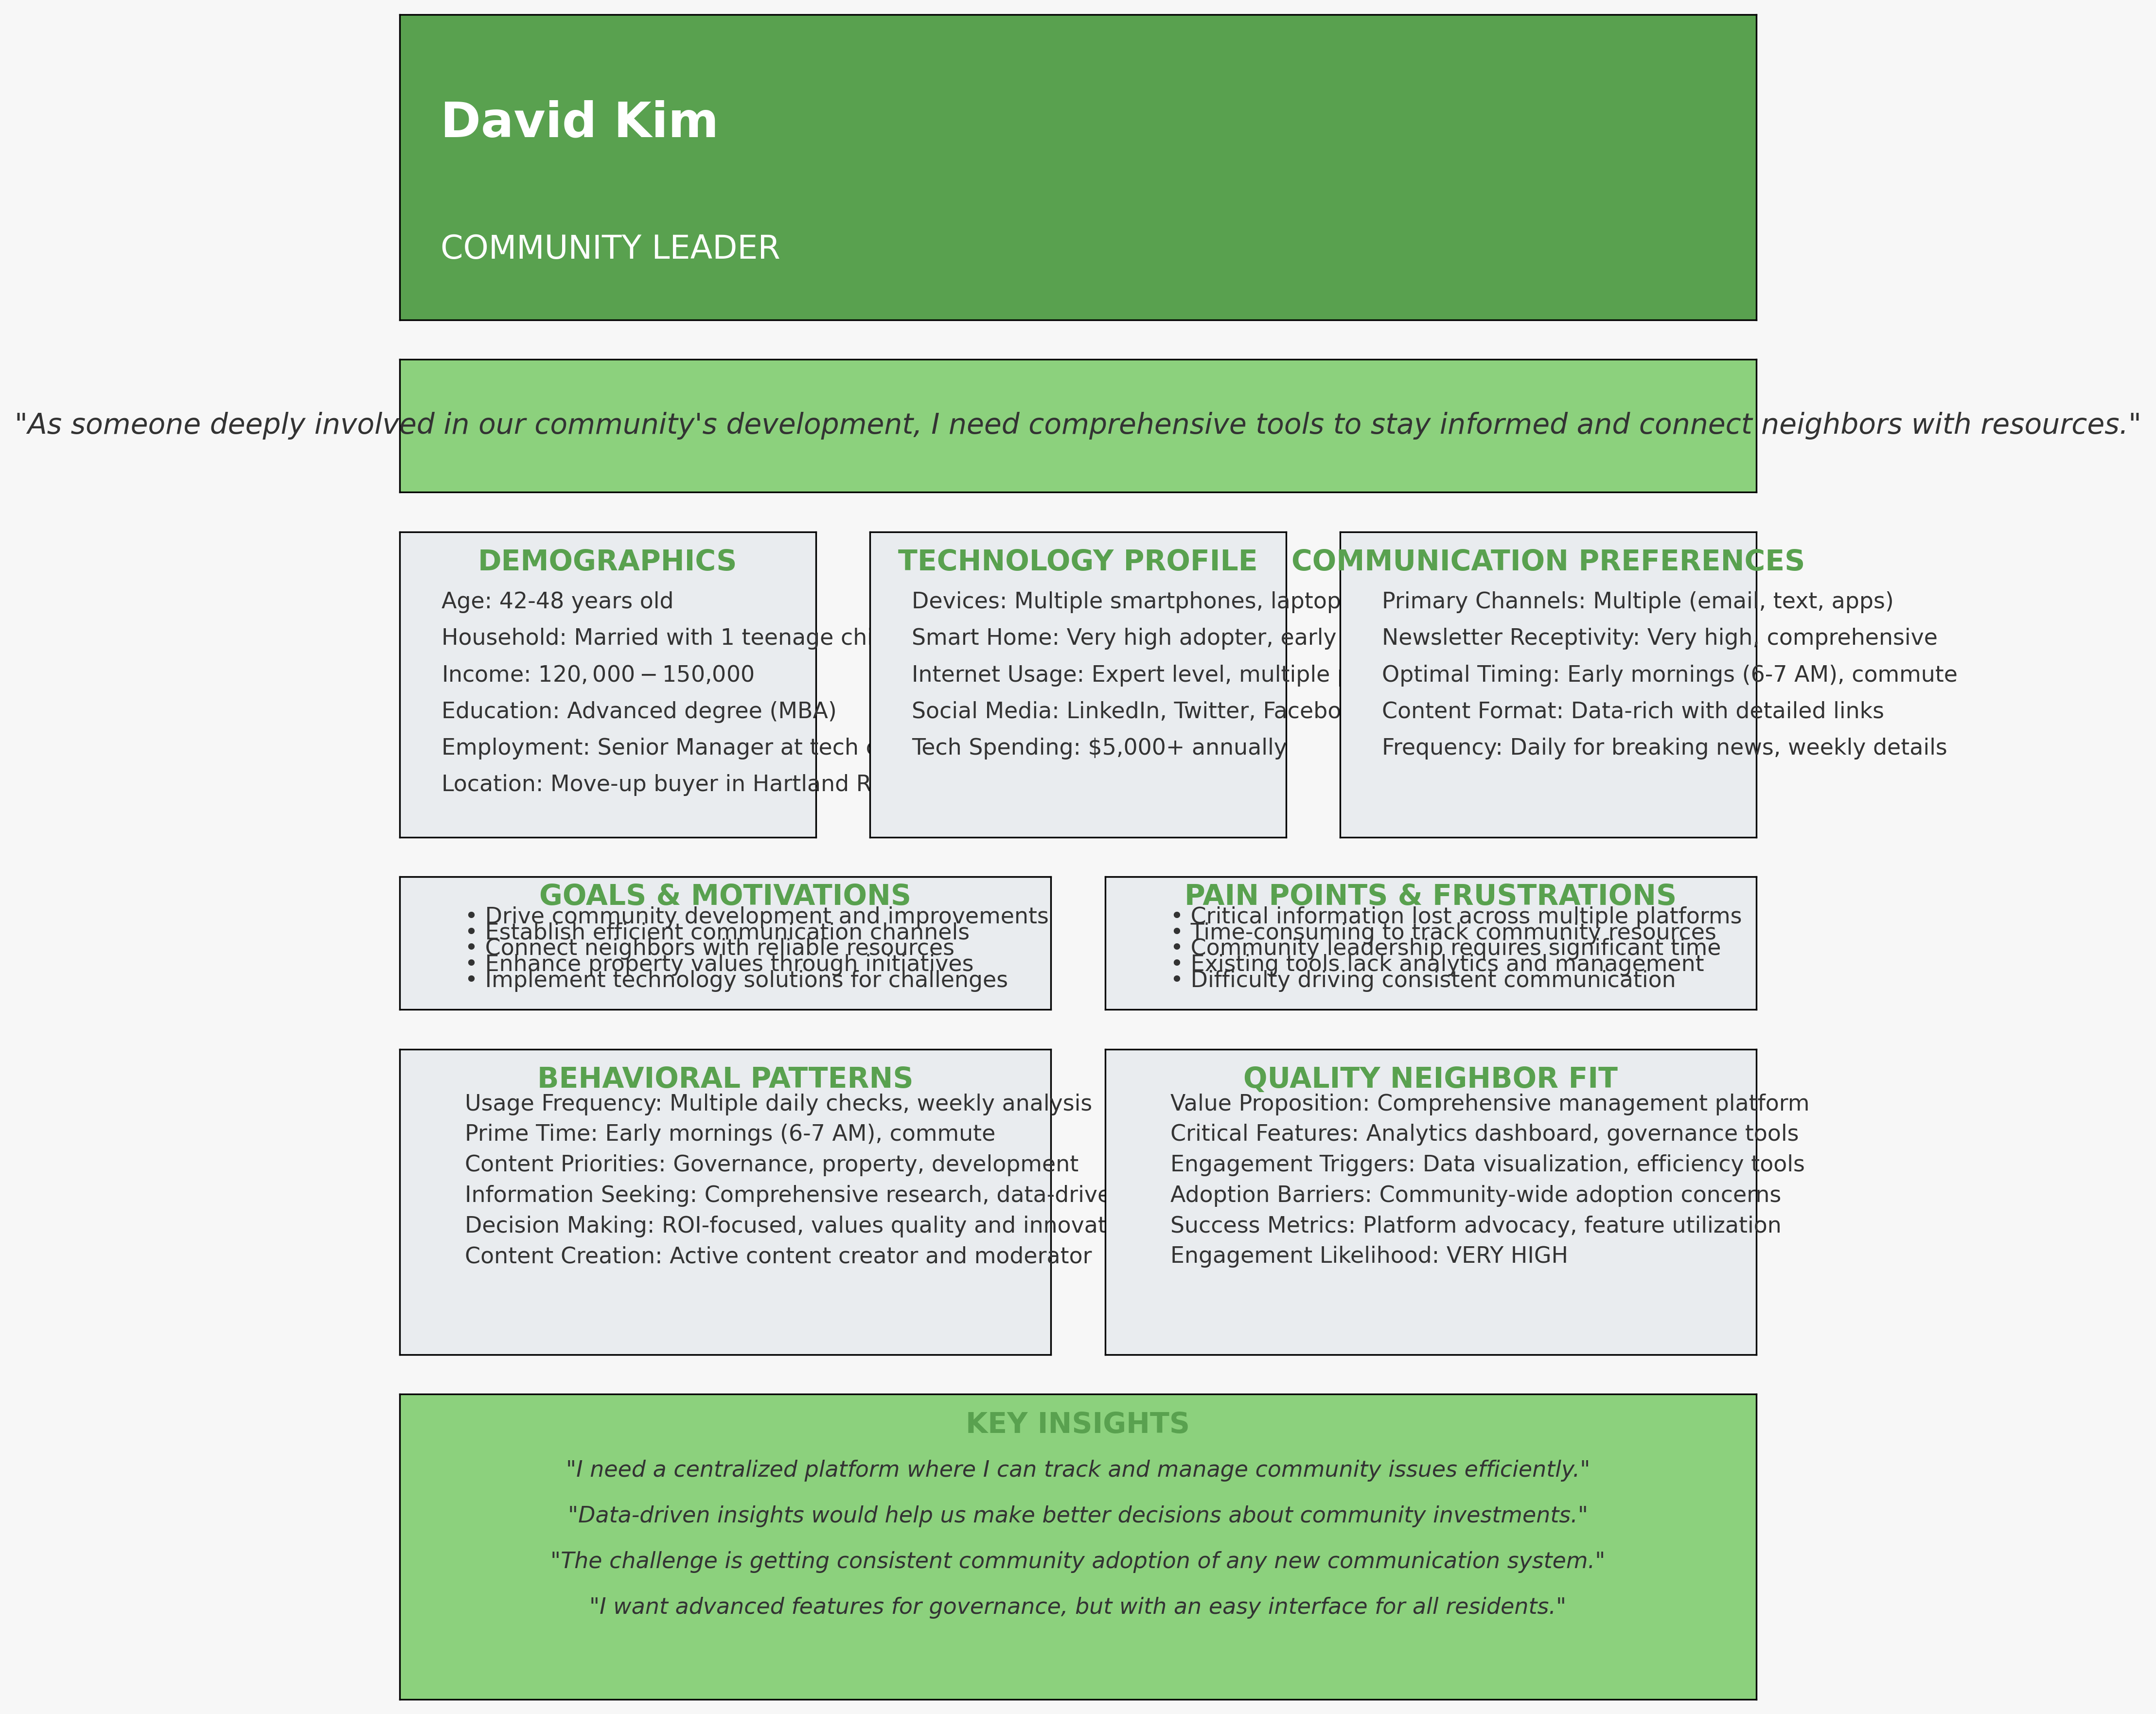 David Kim
COMMUNITY LEADER
"As someone deeply involved in our community's development, I need comprehensive tools to stay informed and connect neighbors with resources."
DEMOGRAPHICS
Age: 42-48 years old
Household: Married with 1 teenage
Income: 120,000 − 150,000
Education: Advanced degree (MBA)
Employment: Senior Manager at tech
Location: Move-up buyer in Hartland
TECHNOLOGY PROFILE
Devices: Multiple smartphones, laptop
Smart Home: Very high adopter, early
Internet Usage: Expert level, multiple
Social Media: LinkedIn, Twitter,
Tech Spending: $5,000+ annually
COMMUNICATION PREFERENCES
Primary Channels: Multiple (email, text, apps)
Newsletter Receptivity: Very high, comprehensive
Optimal Timing: Early mornings (6-7 AM), commute
Content Format: Data-rich with detailed links
Frequency: Daily for breaking news, weekly details
GOALS & MOTIVATIONS
• Drive community development and improvements
• Establish efficient communication channels
• Connect neighbors with reliable resources
• Enhance property values through initiatives
• Implement technology solutions for challenges
PAIN POINTS & FRUSTRATIONS
• Critical information lost across multiple platforms
• Time-consuming to track community resources
• Community leadership requires significant time
• Existing tools lack analytics and management
• Difficulty driving consistent communication
BEHAVIORAL PATTERNS
Usage Frequency: Multiple daily checks, weekly analysis
Prime Time: Early mornings (6-7 AM), commute
Content Priorities: Governance, property, development
Information Seeking: Comprehensive research,
Decision Making: ROI-focused, values quality and
Content Creation: Active content creator and moderator
QUALITY NEIGHBOR FIT
Value Proposition: Comprehensive management platform
Critical Features: Analytics dashboard, governance tools
Engagement Triggers: Data visualization, efficiency tools
Adoption Barriers: Community-wide adoption concerns
Success Metrics: Platform advocacy, feature utilization
Engagement Likelihood: VERY HIGH
KEY INSIGHTS
"I need a centralized platform where I can track and manage community issues efficiently."
"Data-driven insights would help us make better decisions about community investments."
"The challenge is getting consistent community adoption of any new communication system."
"I want advanced features for governance, but with an easy interface for all residents."